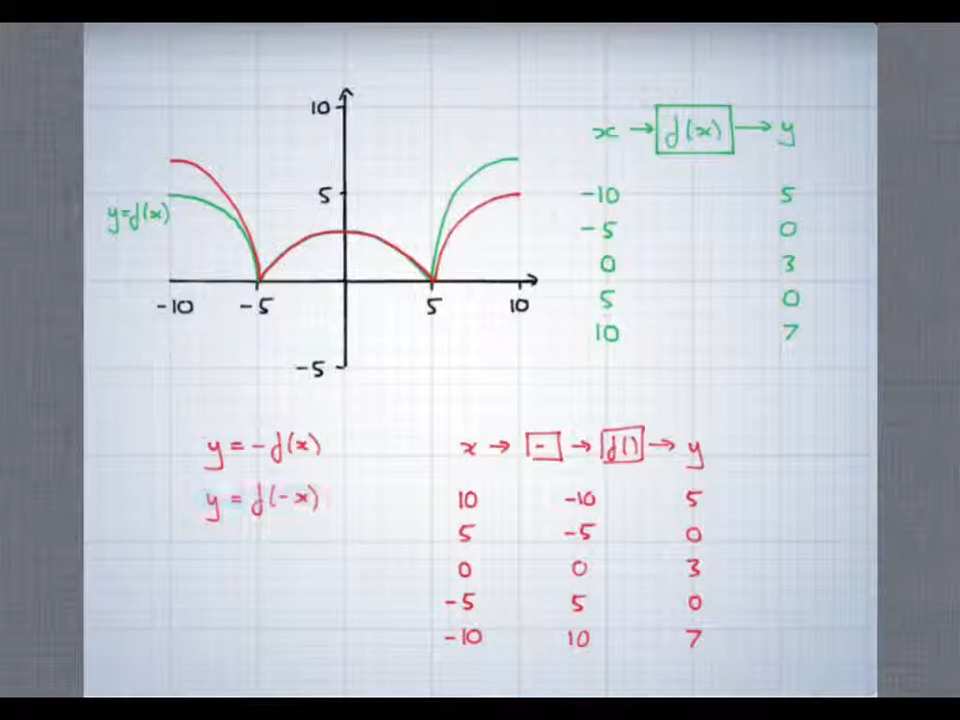 10
5
-10 -5 5 10
-5
y=f(x)
x → f(x) → y
-10 5
-5 0
0 3
5 0
10 7
y = -f(x)
y = f(-x)
x → - → f() → y
10 -10 5
5 -5 0
0 0 3
-5 5 0
-10 10 7